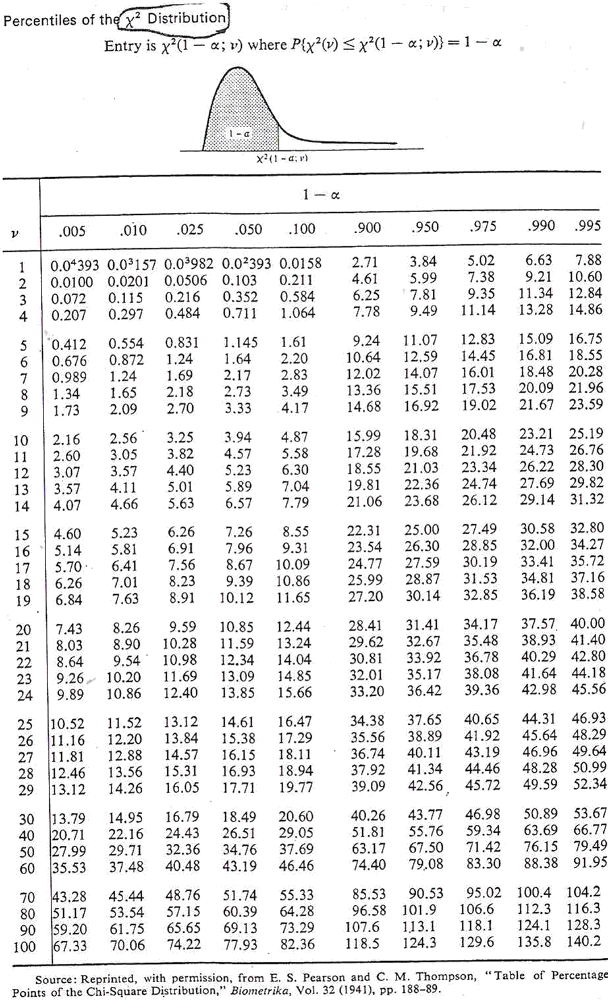 Percentiles of the χ² Distribution
Entry is χ²(1 − α; ν) where P{χ²(ν) ≤ χ²(1 − α; ν)} = 1 − α
1 − α
χ²(1 − α; ν)
1 − α
ν .005 .010 .025 .050 .100 .900 .950 .975 .990 .995
1 0.0⁴393 0.0³157 0.0³982 0.0²393 0.0158 2.71 3.84 5.02 6.63 7.88
2 0.0100 0.0201 0.0506 0.103 0.211 4.61 5.99 7.38 9.21 10.60
3 0.072 0.115 0.216 0.352 0.584 6.25 7.81 9.35 11.34 12.84
4 0.207 0.297 0.484 0.711 1.064 7.78 9.49 11.14 13.28 14.86
5 0.412 0.554 0.831 1.145 1.61 9.24 11.07 12.83 15.09 16.75
6 0.676 0.872 1.24 1.64 2.20 10.64 12.59 14.45 16.81 18.55
7 0.989 1.24 1.69 2.17 2.83 12.02 14.07 16.01 18.48 20.28
8 1.34 1.65 2.18 2.73 3.49 13.36 15.51 17.53 20.09 21.96
9 1.73 2.09 2.70 3.33 4.17 14.68 16.92 19.02 21.67 23.59
10 2.16 2.56 3.25 3.94 4.87 15.99 18.31 20.48 23.21 25.19
11 2.60 3.05 3.82 4.57 5.58 17.28 19.68 21.92 24.73 26.76
12 3.07 3.57 4.40 5.23 6.30 18.55 21.03 23.34 26.22 28.30
13 3.57 4.11 5.01 5.89 7.04 19.81 22.36 24.74 27.69 29.82
14 4.07 4.66 5.63 6.57 7.79 21.06 23.68 26.12 29.14 31.32
15 4.60 5.23 6.26 7.26 8.55 22.31 25.00 27.49 30.58 32.80
16 5.14 5.81 6.91 7.96 9.31 23.54 26.30 28.85 32.00 34.27
17 5.70 6.41 7.56 8.67 10.09 24.77 27.59 30.19 33.41 35.72
18 6.26 7.01 8.23 9.39 10.86 25.99 28.87 31.53 34.81 37.16
19 6.84 7.63 8.91 10.12 11.65 27.20 30.14 32.85 36.19 38.58
20 7.43 8.26 9.59 10.85 12.44 28.41 31.41 34.17 37.57 40.00
21 8.03 8.90 10.28 11.59 13.24 29.62 32.67 35.48 38.93 41.40
22 8.64 9.54 10.98 12.34 14.04 30.81 33.92 36.78 40.29 42.80
23 9.26 10.20 11.69 13.09 14.85 32.01 35.17 38.08 41.64 44.18
24 9.89 10.86 12.40 13.85 15.66 33.20 36.42 39.36 42.98 45.56
25 10.52 11.52 13.12 14.61 16.47 34.38 37.65 40.65 44.31 46.93
26 11.16 12.20 13.84 15.38 17.29 35.56 38.89 41.92 45.64 48.29
27 11.81 12.88 14.57 16.15 18.11 36.74 40.11 43.19 46.96 49.64
28 12.46 13.56 15.31 16.93 18.94 37.92 41.34 44.46 48.28 50.99
29 13.12 14.26 16.05 17.71 19.77 39.09 42.56 45.72 49.59 52.34
30 13.79 14.95 16.79 18.49 20.60 40.26 43.77 46.98 50.89 53.67
40 20.71 22.16 24.43 26.51 29.05 51.81 55.76 59.34 63.69 66.77
50 27.99 29.71 32.36 34.76 37.69 63.17 67.50 71.42 76.15 79.49
60 35.53 37.48 40.48 43.19 46.46 74.40 79.08 83.30 88.38 91.95
70 43.28 45.44 48.76 51.74 55.33 85.53 90.53 95.02 100.4 104.2
80 51.17 53.54 57.15 60.39 64.28 96.58 101.9 106.6 112.3 116.3
90 59.20 61.75 65.65 69.13 73.29 107.6 113.1 118.1 124.1 128.3
100 67.33 70.06 74.22 77.93 82.36 118.5 124.3 129.6 135.8 140.2
Source: Reprinted, with permission, from E. S. Pearson and C. M. Thompson, “Table of Percentage
Points of the Chi-Square Distribution,” Biometrika, Vol. 32 (1941), pp. 188–89.